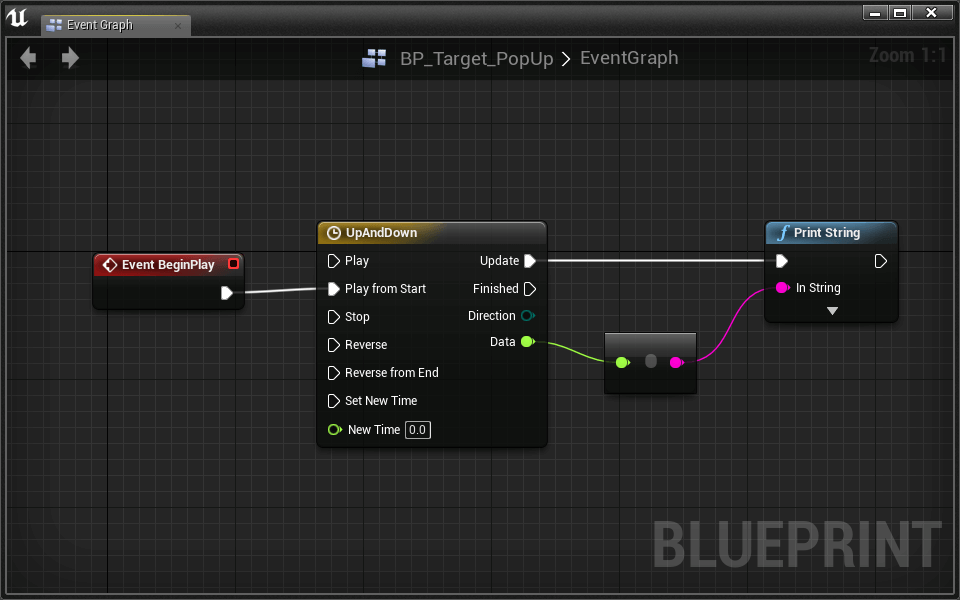 Event Graph
BP_Target_PopUp > EventGraph
Zoom 1:1
Event BeginPlay
UpAndDown
Play
Update
Play from Start
Finished
Stop
Direction
Reverse
Data
Reverse from End
Set New Time
New Time 0.0
f Print String
In String
BLUEPRINT